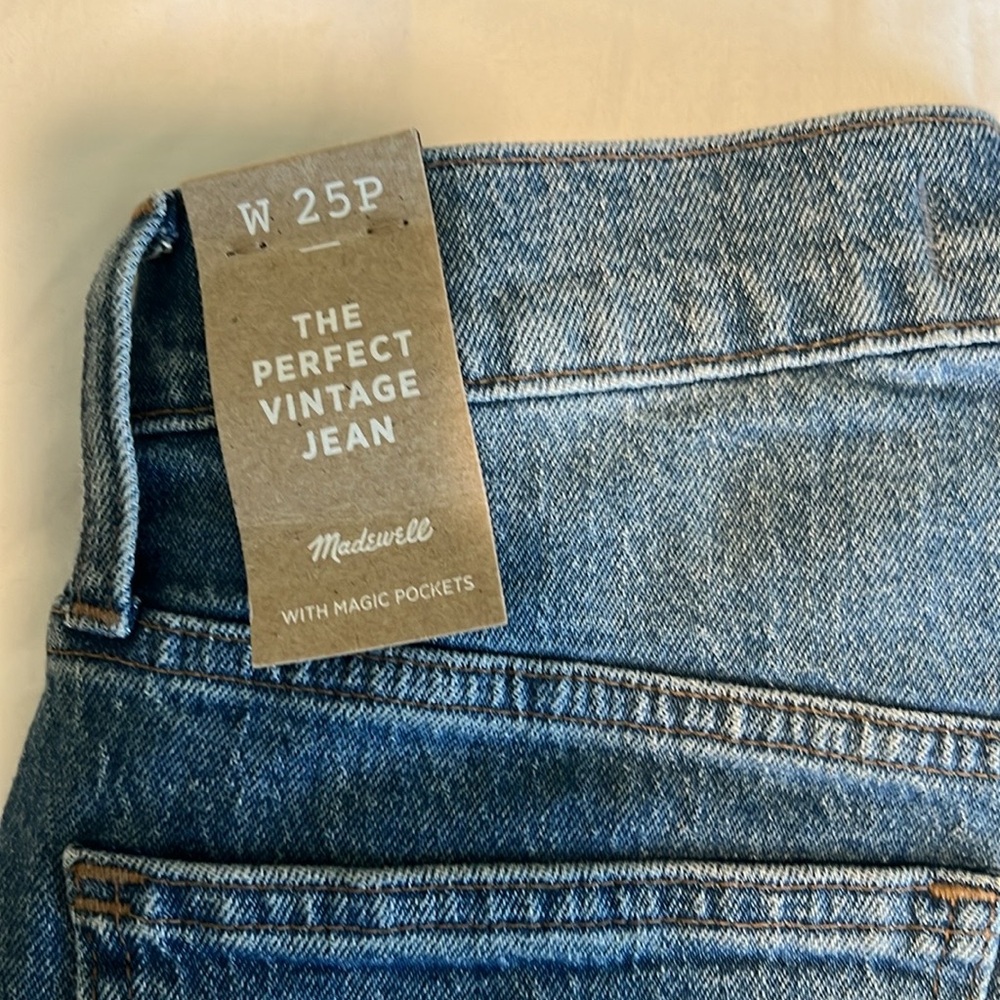 W 25P
THE
PERFECT
VINTAGE
JEAN
Madewell
WITH MAGIC POCKETS